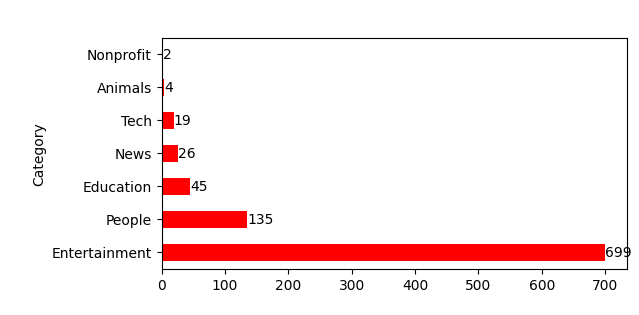 Category
Nonprofit 2
Animals 4
Tech 19
News 26
Education 45
People 135
Entertainment 699
0 100 200 300 400 500 600 700